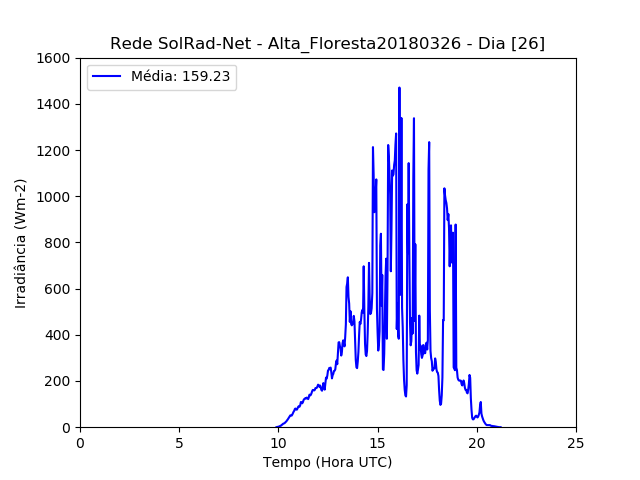 Rede SolRad-Net - Alta_Floresta20180326 - Dia [26]
Média: 159.23
Irradiância (Wm-2)
1600
1400
1200
1000
800
600
400
200
0
0 5 10 15 20 25
Tempo (Hora UTC)